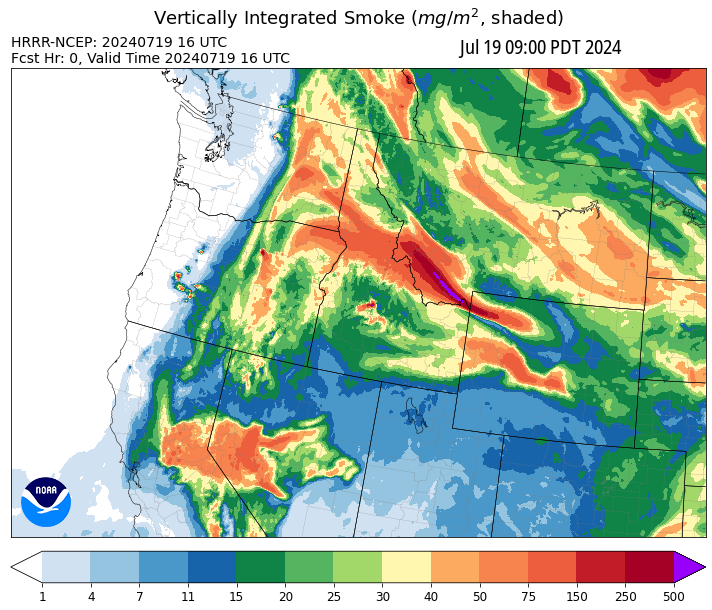 Vertically Integrated Smoke (mg/m², shaded)
HRRR-NCEP: 20240719 16 UTC
Jul 19 09:00 PDT 2024
Fcst Hr: 0, Valid Time 20240719 16 UTC
NOAA
1 4 7 11 15 20 25 30 40 50 75 150 250 500